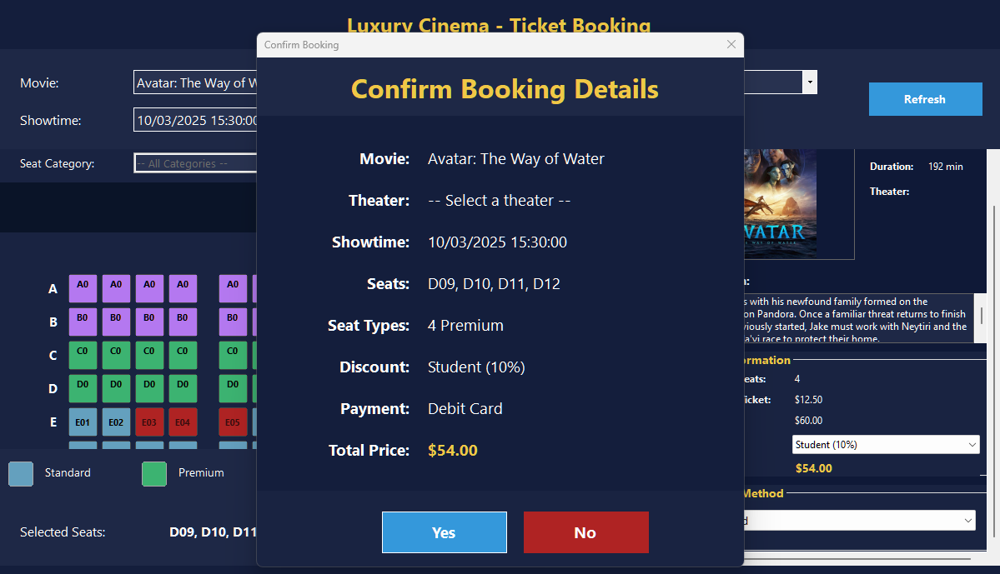 Luxury Cinema - Ticket Booking
Confirm Booking
Movie:
Avatar: The Way of W
Showtime:
10/03/2025 15:30:00
Refresh
Seat Category:
-- All Categories --
Confirm Booking Details
Movie: Avatar: The Way of Water
Theater: -- Select a theater --
Showtime: 10/03/2025 15:30:00
Seats: D09, D10, D11, D12
Seat Types: 4 Premium
Discount: Student (10%)
Payment: Debit Card
Total Price: $54.00
Yes
No
A A0 A0 A0 A0 A0
B B0 B0 B0 B0 B0
C C0 C0 C0 C0 C0
D D0 D0 D0 D0 D0
E E01 E02 E03 E04 E05
Standard
Premium
Selected Seats: D09, D10, D11
Duration: 192 min
Theater:
VATAR
WAY OF WATER
n:
s with his newfound family formed on the
on Pandora. Once a familiar threat returns to finish
viously started, Jake must work with Neytiri and the
a'vi race to protect their home.
ormation
eats: 4
icket: $12.50
$60.00
Student (10%)
$54.00
Method
d